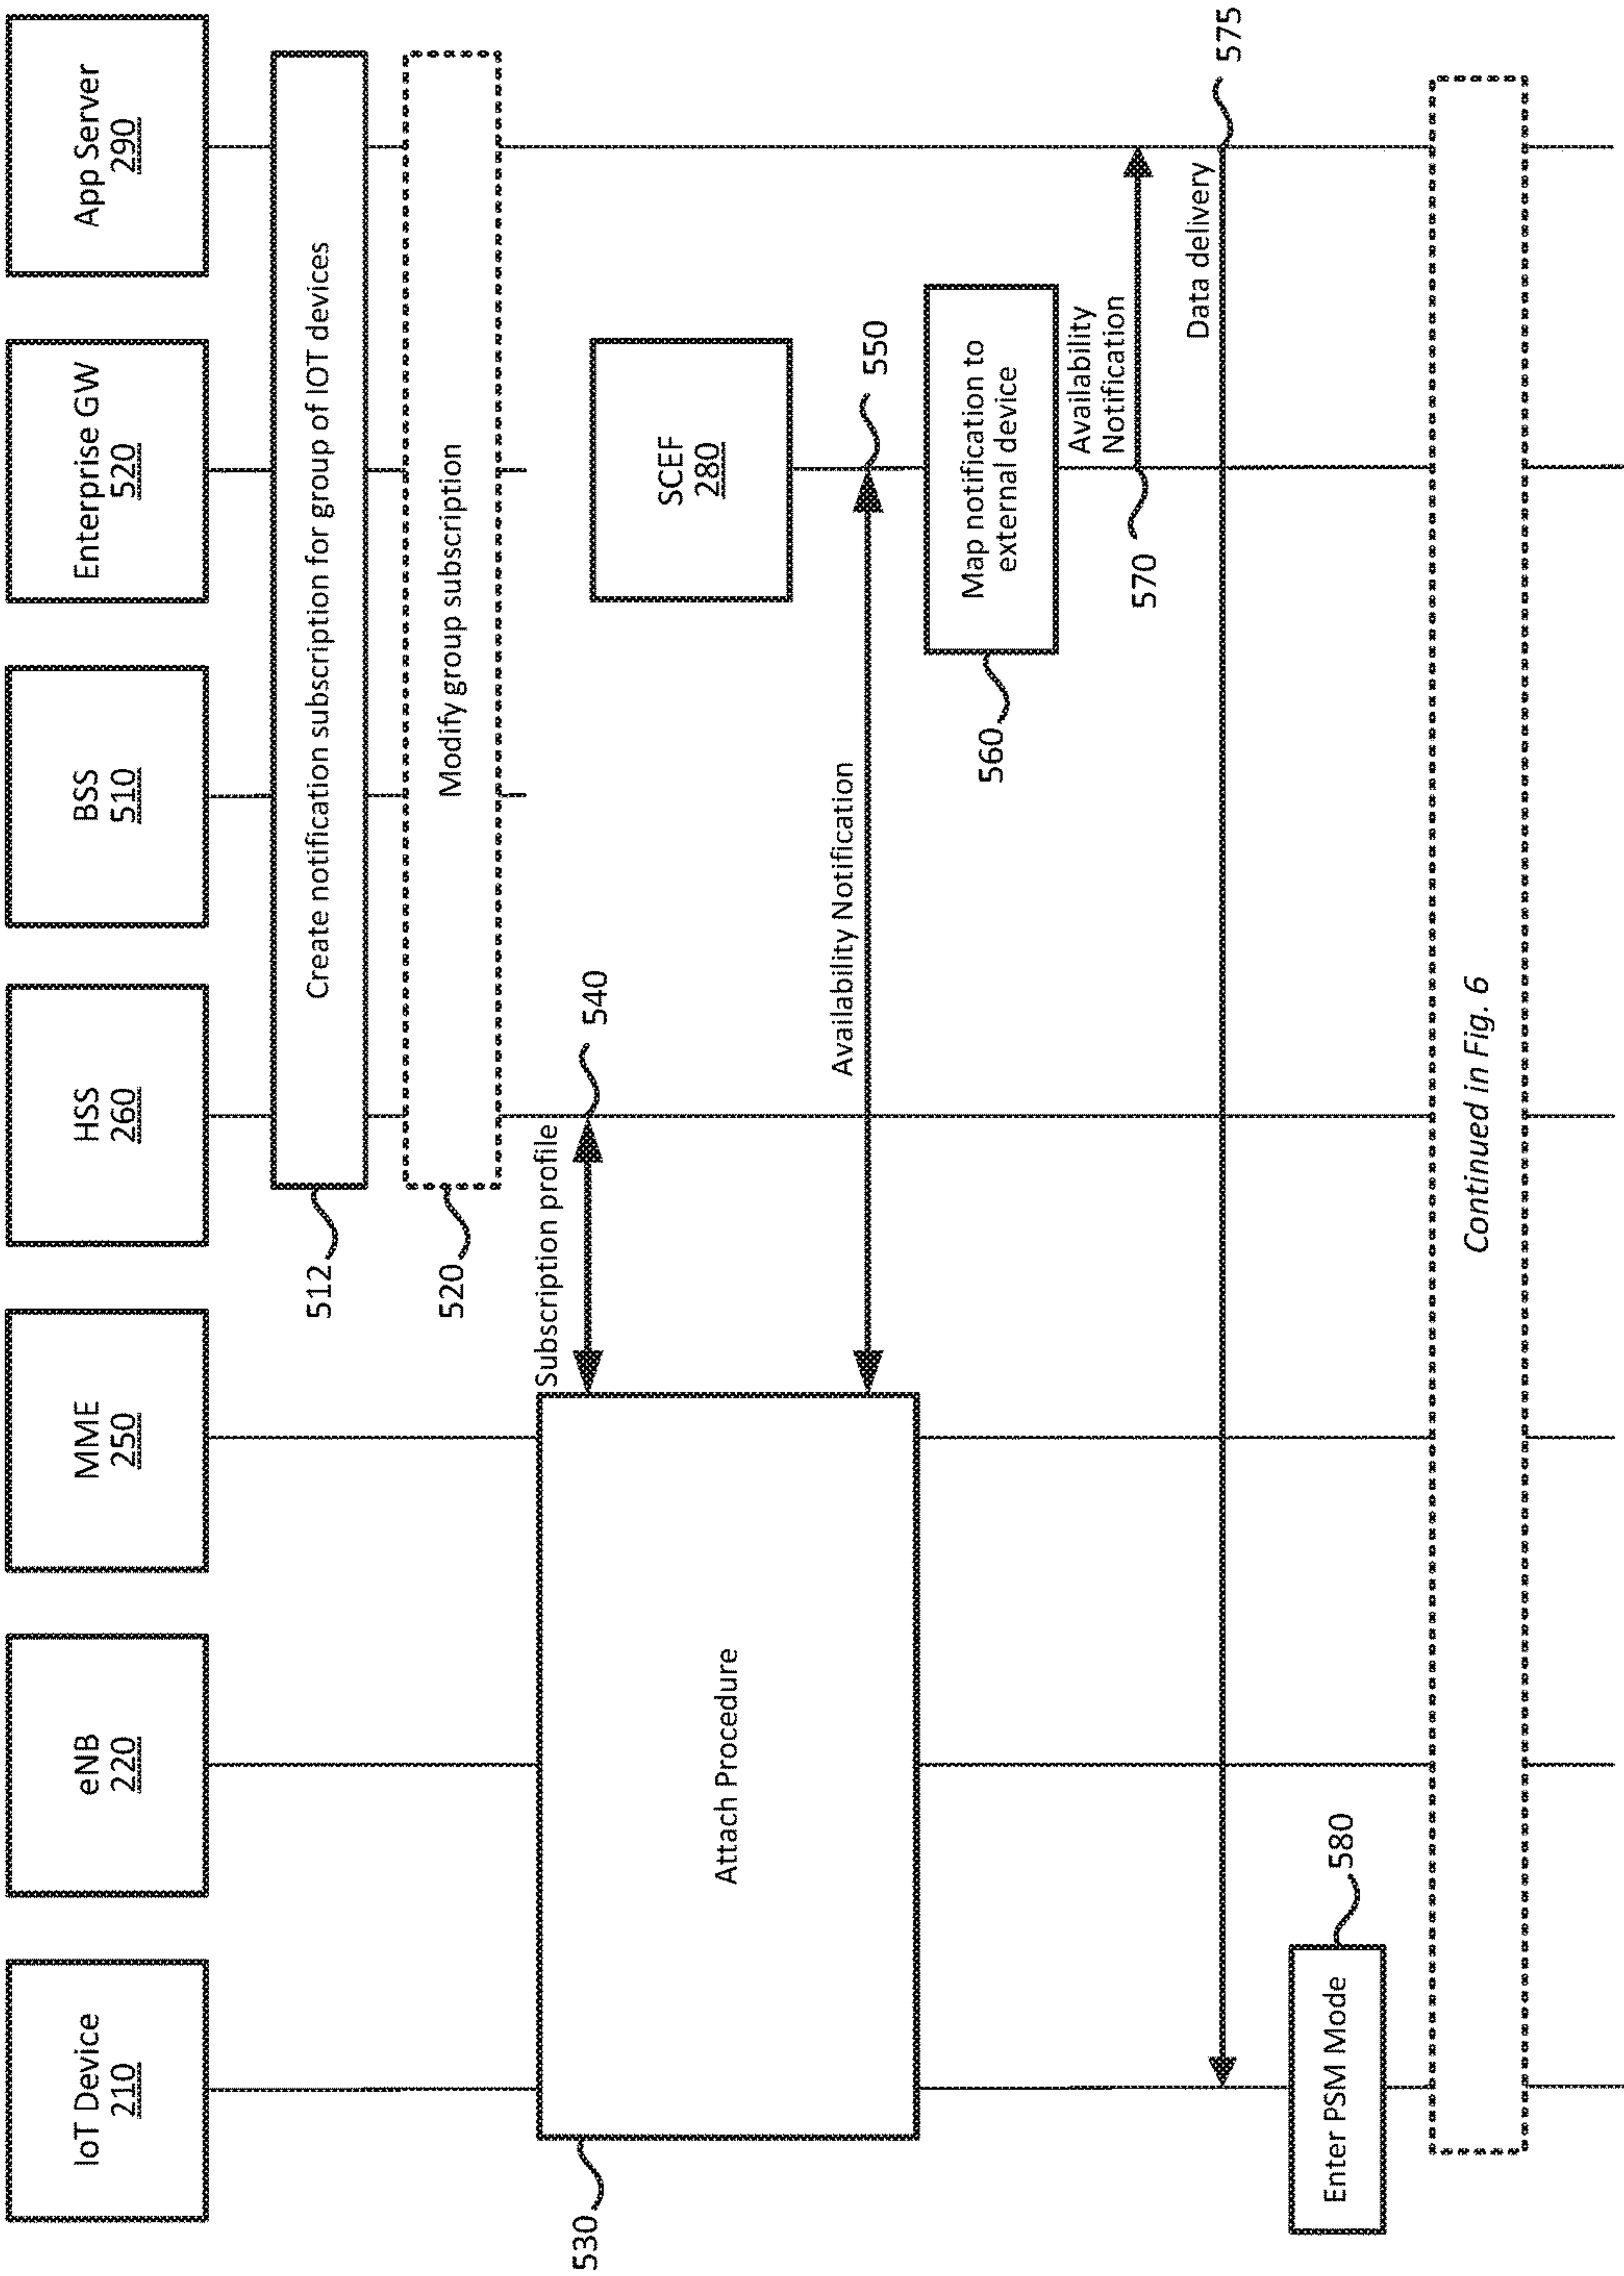 IoT Device
210
eNB
220
MME
250
HSS
260
BSS
510
Enterprise GW
520
App Server
290
512
Create notification subscription for group of IOT devices
520
Modify group subscription
530
Attach Procedure
Subscription profile
540
SCEF
280
Availability Notification
550
560
Map notification to
external device
Availability
Notification
570
Data delivery
575
Enter PSM Mode
580
Continued in Fig. 6